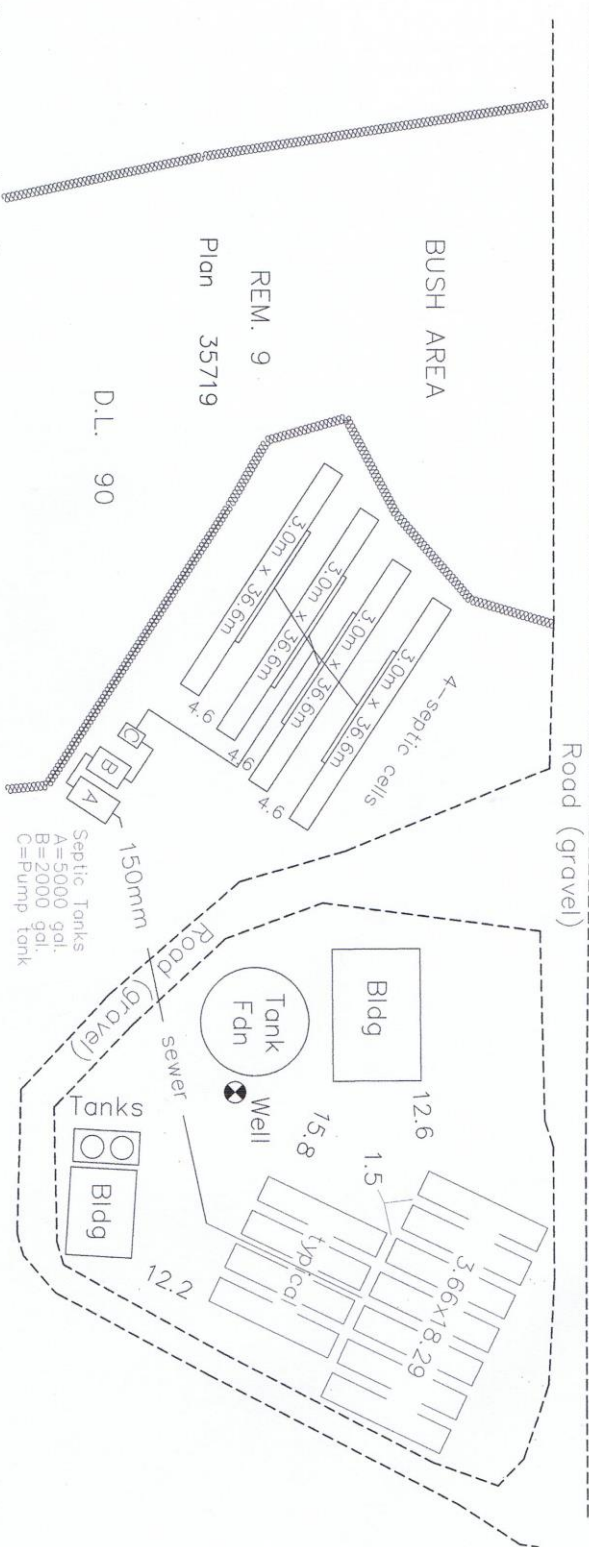 Road (gravel)
BUSH AREA
REM. 9
Plan 35719
D.L. 90
4-septic cells
3.0m x 36.6m
3.0m x 36.6m
3.0m x 36.6m
3.0m x 36.6m
4.6
4.6
4.6
C
B
A
Septic Tanks
A=5000 gal.
B=2000 gal.
C=Pump tank
150mm sewer
Road (gravel)
Bldg
Tank
Fdn
Well
Tanks
Bldg
12.6
15.8
1.5
12.2
3.66x18.29
typical